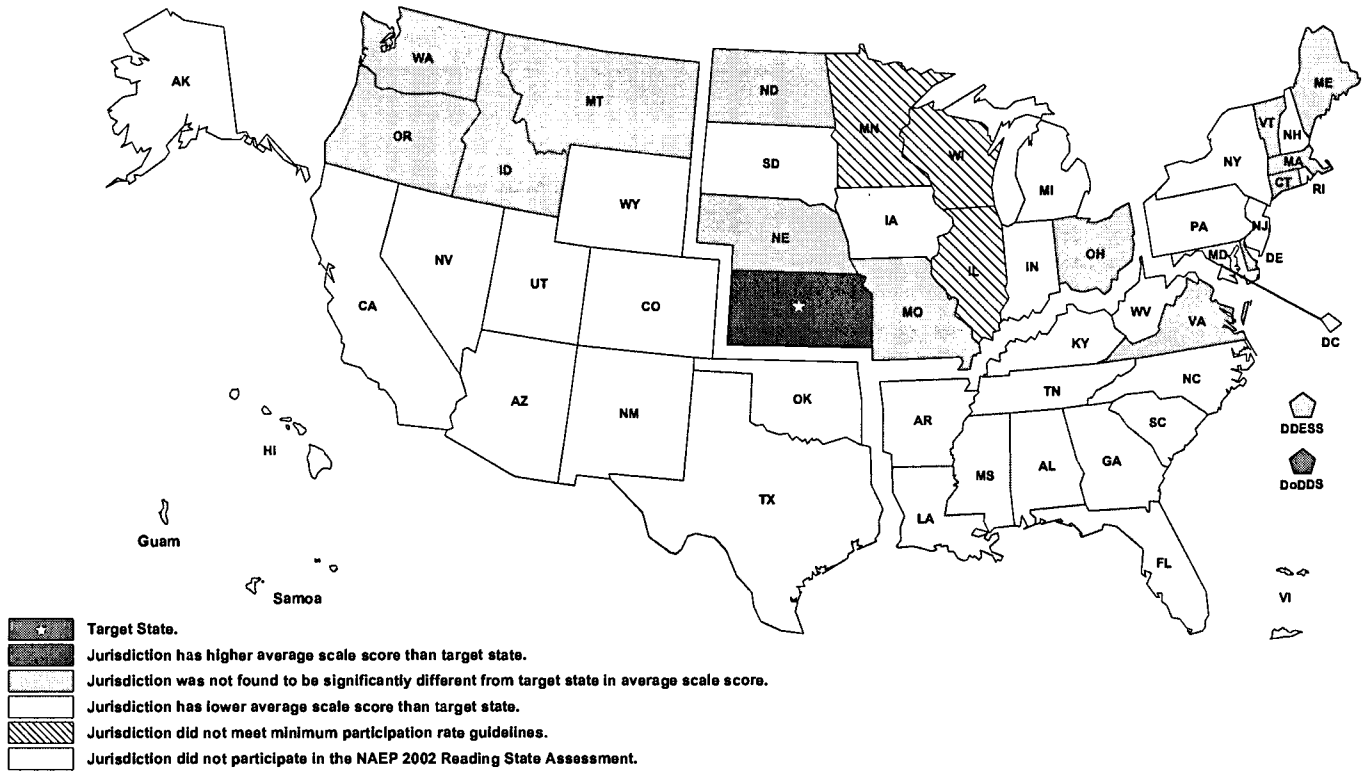 AK
WA
MT
ND
MN
ME
VT
NH
OR
ID
SD
WI
NY
MA
CT
RI
WY
MI
IA
PA
NJ
NE
NV
UT
CO
IL
IN
OH
MD
DE
CA
MO
WV
VA
KY
DC
AZ
NM
OK
AR
TN
NC
SC
DDESS
HI
TX
MS
AL
GA
DoDDS
LA
Guam
FL
Samoa
VI
Target State.
Jurisdiction has higher average scale score than target state.
Jurisdiction was not found to be significantly different from target state in average scale score.
Jurisdiction has lower average scale score than target state.
Jurisdiction did not meet minimum participation rate guidelines.
Jurisdiction did not participate in the NAEP 2002 Reading State Assessment.